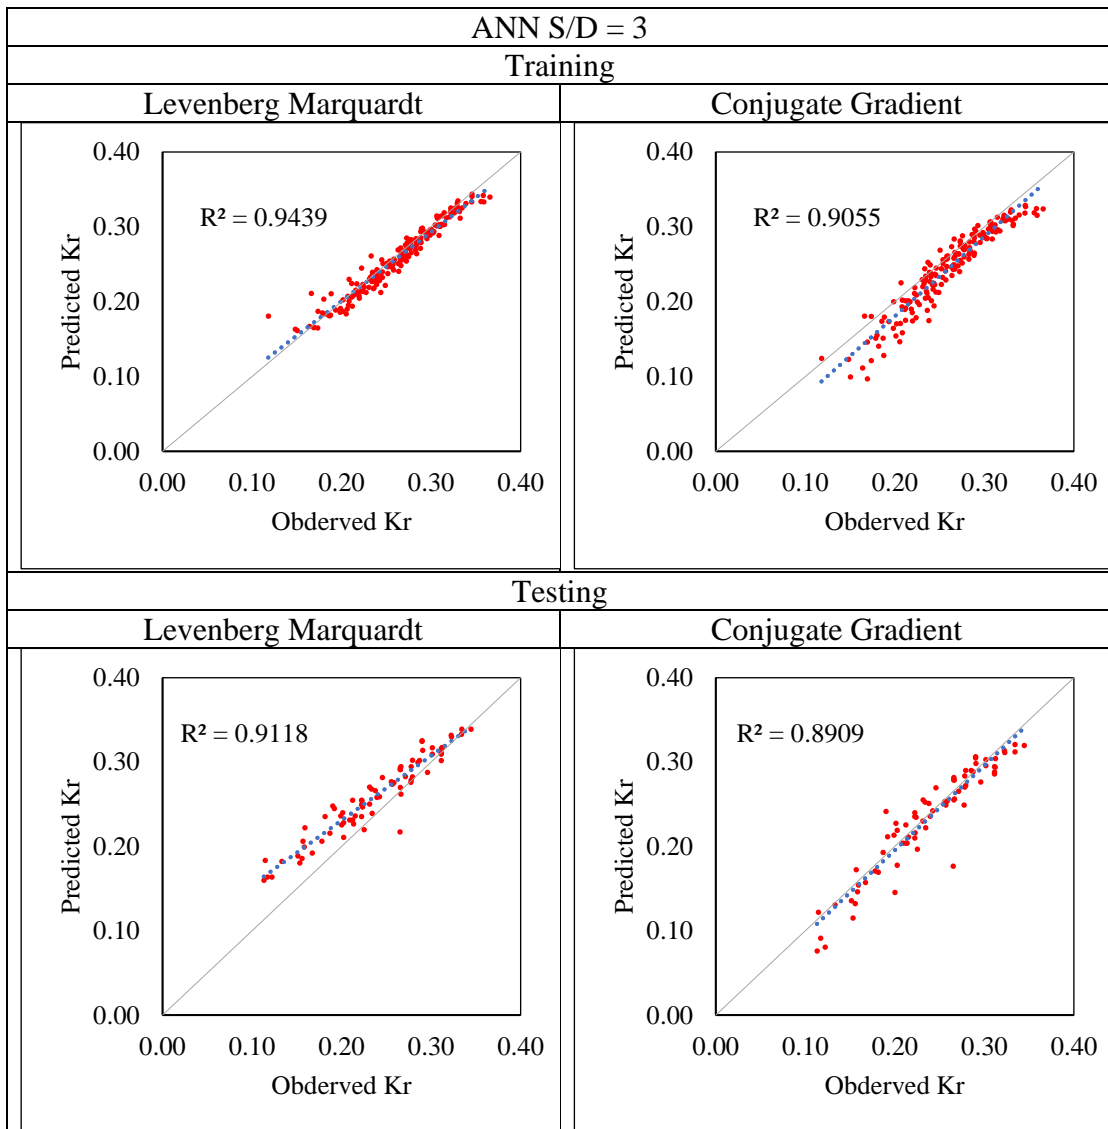 ANN S/D = 3
Training
Levenberg Marquardt
Conjugate Gradient
0.40
0.30
0.20
0.10
0.00
Predicted Kr
R² = 0.9439
0.00 0.10 0.20 0.30 0.40
Obderved Kr
0.40
0.30
0.20
0.10
0.00
Predicted Kr
R² = 0.9055
0.00 0.10 0.20 0.30 0.40
Obderved Kr
Testing
Levenberg Marquardt
Conjugate Gradient
0.40
0.30
0.20
0.10
0.00
Predicted Kr
R² = 0.9118
0.00 0.10 0.20 0.30 0.40
Obderved Kr
0.40
0.30
0.20
0.10
0.00
Predicted Kr
R² = 0.8909
0.00 0.10 0.20 0.30 0.40
Obderved Kr